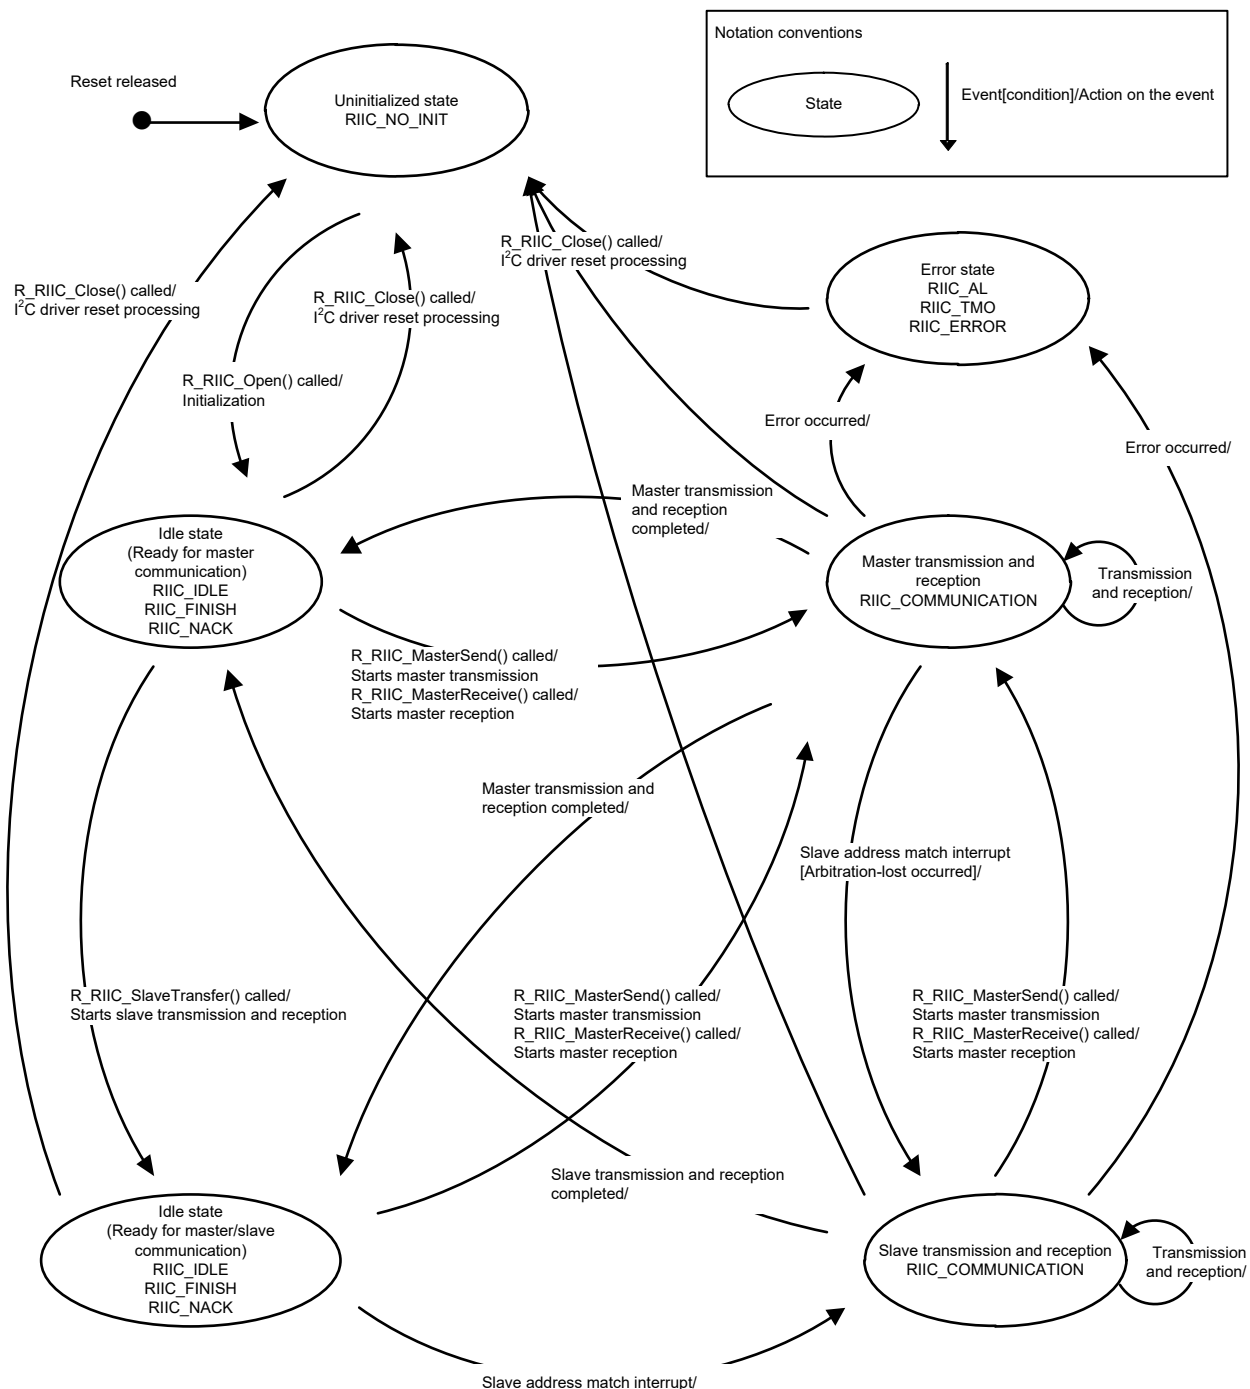 Notation conventions
State
Event[condition]/Action on the event
Reset released
Uninitialized state
RIIC_NO_INIT
R_RIIC_Close() called/
I²C driver reset processing
R_RIIC_Close() called/
I²C driver reset processing
R_RIIC_Close() called/
I²C driver reset processing
Error state
RIIC_AL
RIIC_TMO
RIIC_ERROR
R_RIIC_Open() called/
Initialization
Error occurred/
Error occurred/
Master transmission
and reception
completed/
Idle state
(Ready for master
communication)
RIIC_IDLE
RIIC_FINISH
RIIC_NACK
Master transmission and
reception
RIIC_COMMUNICATION
Transmission
and reception/
R_RIIC_MasterSend() called/
Starts master transmission
R_RIIC_MasterReceive() called/
Starts master reception
Master transmission and
reception completed/
Slave address match interrupt
[Arbitration-lost occurred]/
R_RIIC_SlaveTransfer() called/
Starts slave transmission and reception
R_RIIC_MasterSend() called/
Starts master transmission
R_RIIC_MasterReceive() called/
Starts master reception
R_RIIC_MasterSend() called/
Starts master transmission
R_RIIC_MasterReceive() called/
Starts master reception
Slave transmission and reception
completed/
Idle state
(Ready for master/slave
communication)
RIIC_IDLE
RIIC_FINISH
RIIC_NACK
Slave transmission and reception
RIIC_COMMUNICATION
Transmission
and reception/
Slave address match interrupt/